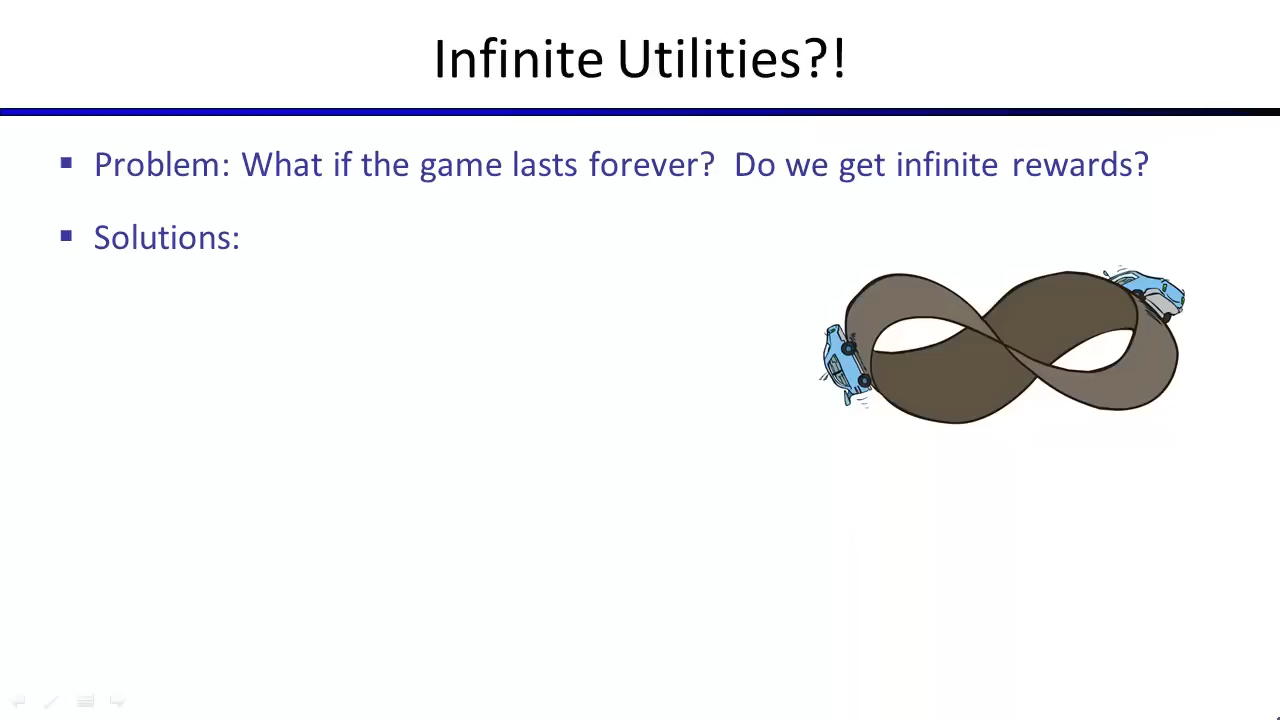 Infinite Utilities?!
Problem: What if the game lasts forever? Do we get infinite rewards?
Solutions: